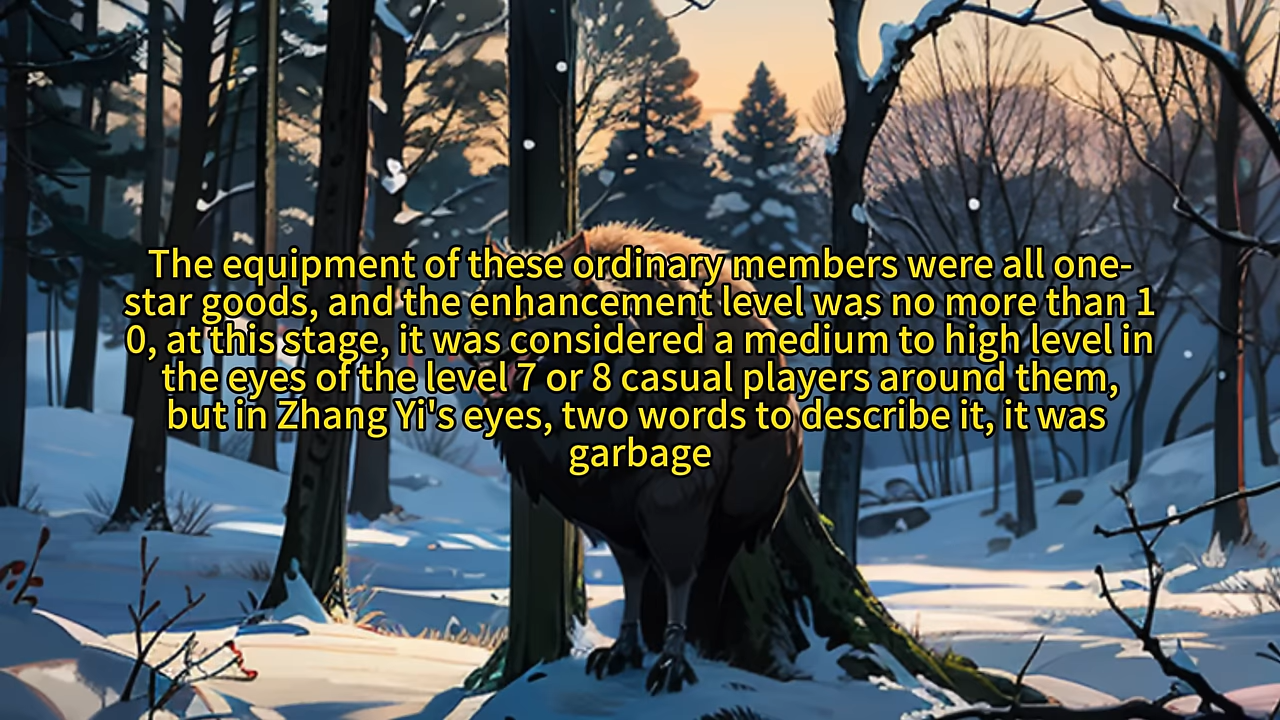 The equipment of these ordinary members were all one-
star goods, and the enhancement level was no more than 1
0, at this stage, it was considered a medium to high level in
the eyes of the level 7 or 8 casual players around them,
but in Zhang Yi's eyes, two words to describe it, it was
garbage